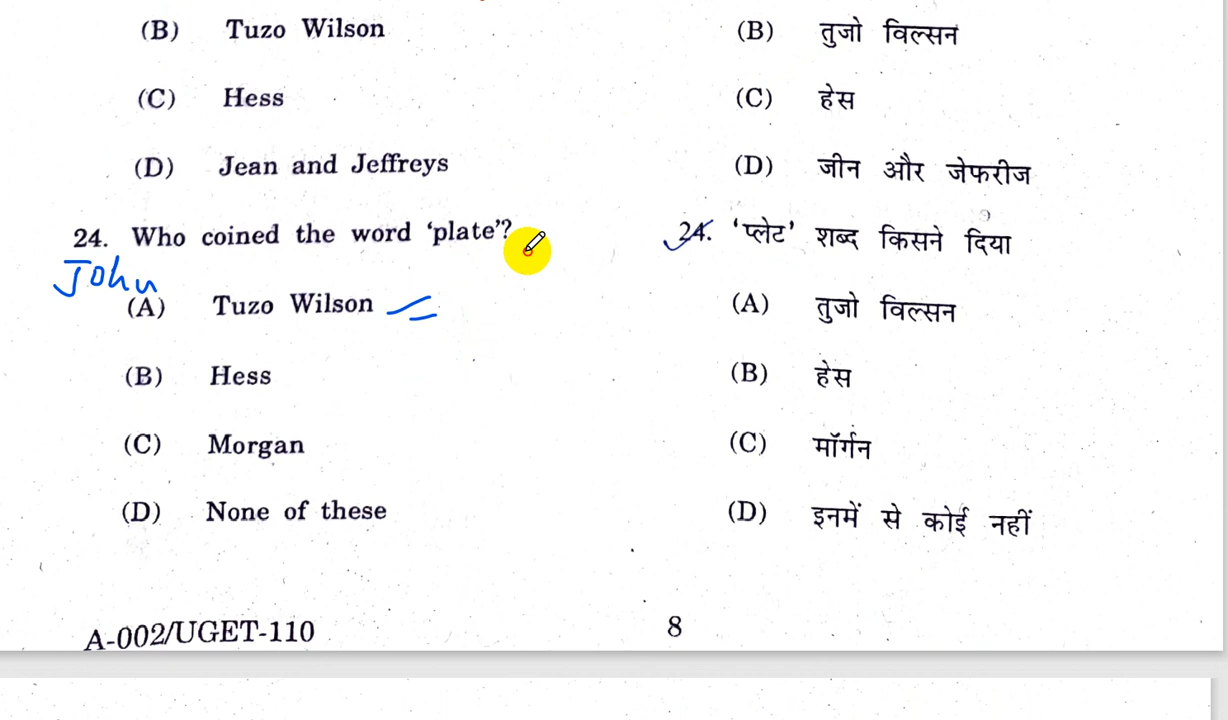 (B) Tuzo Wilson
(C) Hess
(D) Jean and Jeffreys
24. Who coined the word ‘plate’?
John
(A) Tuzo Wilson
(B) Hess
(C) Morgan
(D) None of these
A-002/UGET-110
(B) तुजो विल्सन
(C) हेस
(D) जीन और जेफरीज
24. ‘प्लेट’ शब्द किसने दिया
(A) तुजो विल्सन
(B) हेस
(C) मॉर्गन
(D) इनमें से कोई नहीं
8